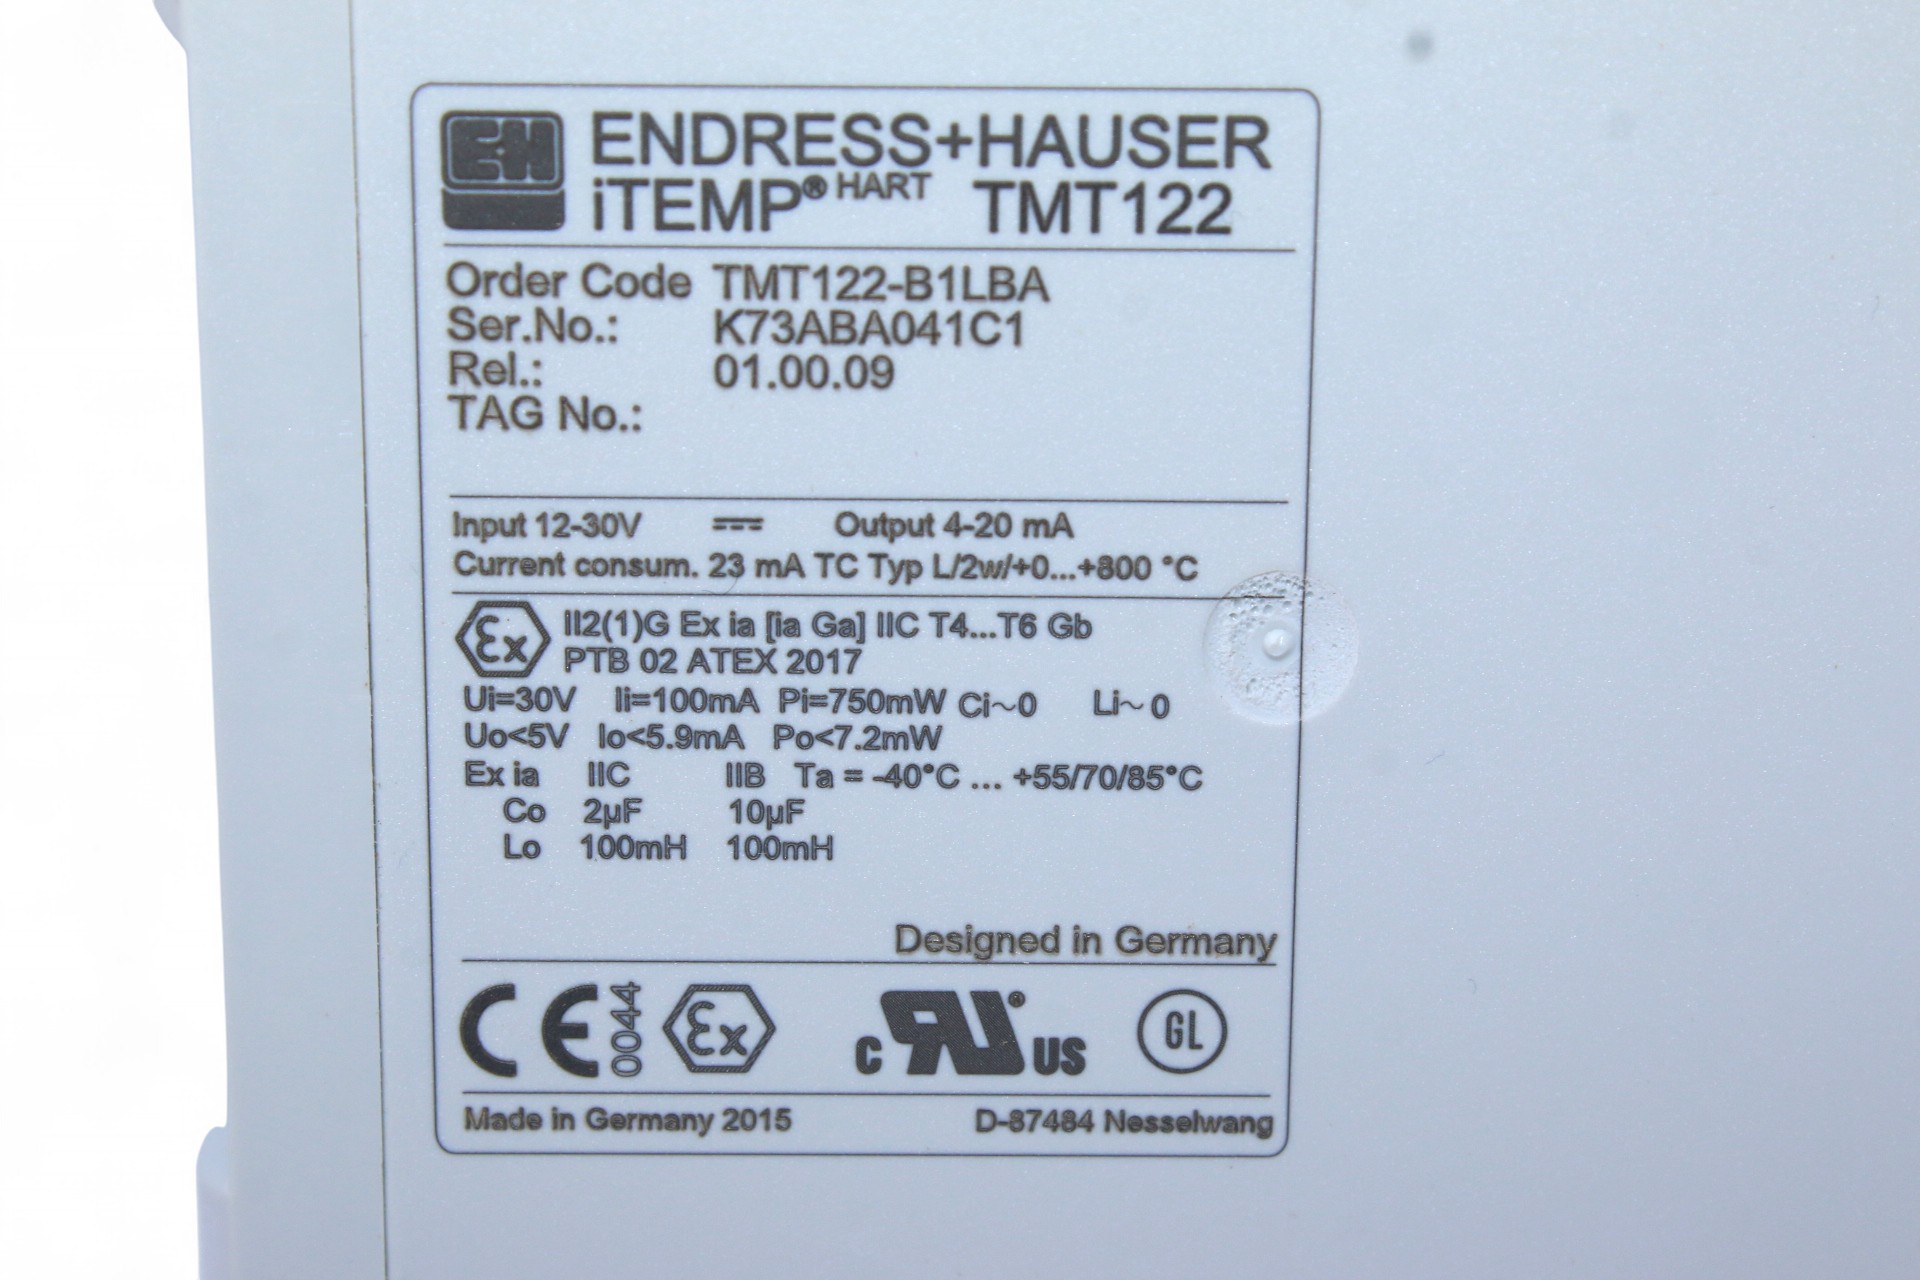 E+H ENDRESS+HAUSER
iTEMP® HART TMT122
Order Code TMT122-B1LBA
Ser.No.: K73ABA041C1
Rel.: 01.00.09
TAG No.:
Input 12-30V ⎓ Output 4-20 mA
Current consum. 23 mA TC Typ L/2w/+0...+800 °C
Ex II2(1)G Ex ia [ia Ga] IIC T4...T6 Gb
PTB 02 ATEX 2017
Ui=30V Ii=100mA Pi=750mW Ci~0 Li~0
Uo<5V Io<5.9mA Po<7.2mW
Ex ia IIC IIB Ta = -40°C ... +55/70/85°C
Co 2µF 10µF
Lo 100mH 100mH
Designed in Germany
CE 0044 Ex c RU® US GL
Made in Germany 2015 D-87484 Nesselwang